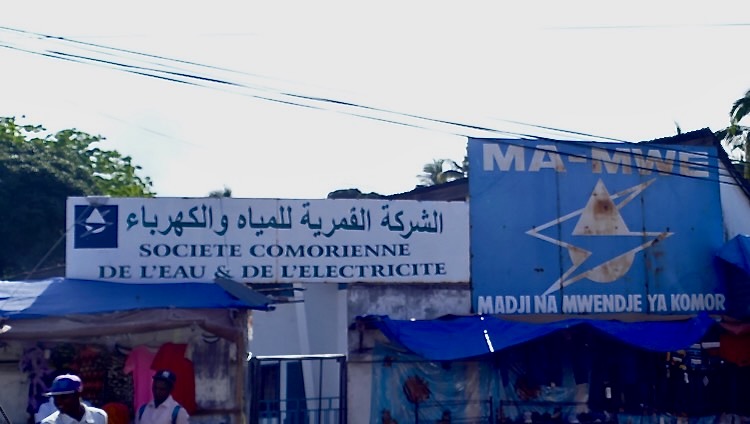 الشركة القمرية للمياه والكهرباء
SOCIETE COMORIENNE
DE L'EAU & DE L'ELECTRICITE
MA-MWE
MADJI NA MWENDJE YA KOMOR